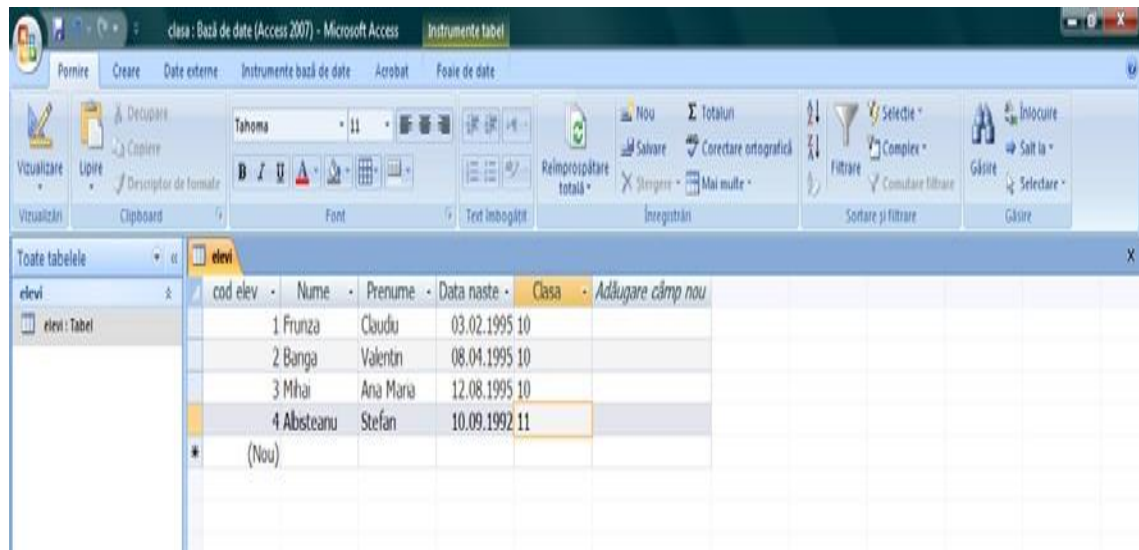 clasa : Bază de date (Access 2007) - Microsoft Access Instrumente tabel
Pornire Creare Date externe Instrumente bază de date Acrobat Foaie de date
Decupare
Copiere
Descriptor de formate
Vizualizare
Lipire
Tahoma 11
B I U A
Reîmprospătare totală
Nou
Salvare
Ștergere
Σ Totaluri
Corectare ortografică
Mai multe
Filtrare
Selecție
Complex
Comutare filtrare
Găsire
Înlocuire
Salt la
Selectare
Vizualizări Clipboard Font Text îmbogățit Înregistrări Sortare și filtrare Găsire
Toate tabelele
elevi
elevi : Tabel
elevi
cod elev Nume Prenume Data naste Clasa Adăugare câmp nou
1 Frunza Claudiu 03.02.1995 10
2 Banga Valentin 08.04.1995 10
3 Mihai Ana Maria 12.08.1995 10
4 Albisteanu Stefan 10.09.1992 11
(Nou)